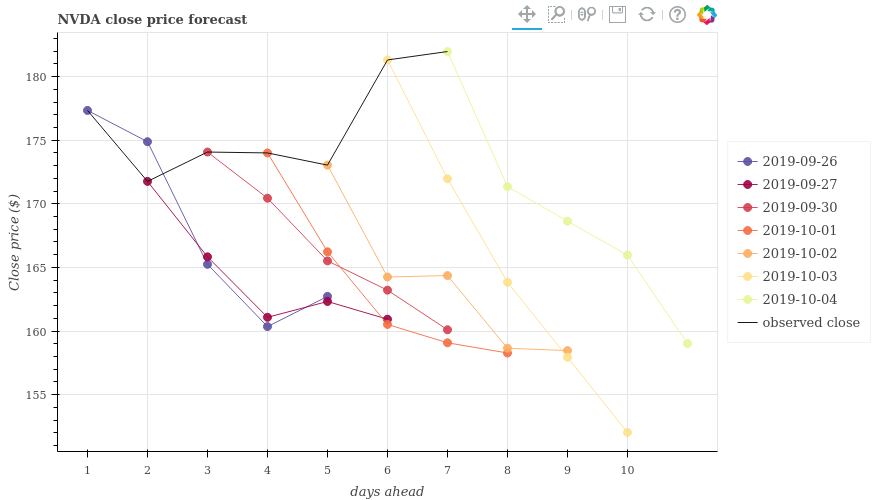 NVDA close price forecast
180
175
170
165
160
155
Close price ($)
1 2 3 4 5 6 7 8 9 10
days ahead
2019-09-26
2019-09-27
2019-09-30
2019-10-01
2019-10-02
2019-10-03
2019-10-04
observed close